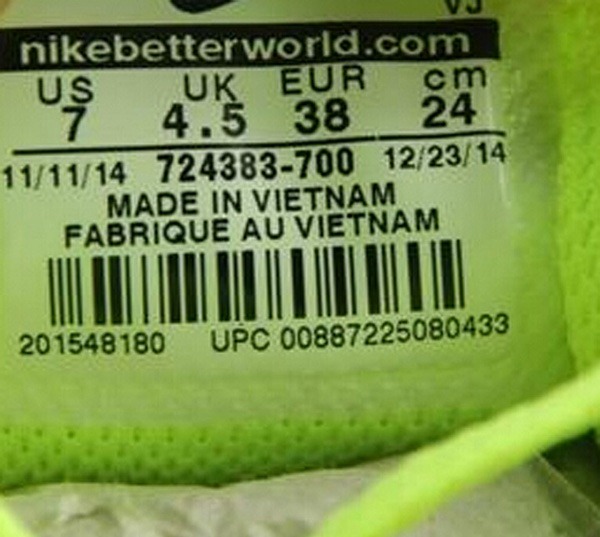 VJ
nikebetterworld.com
US UK EUR cm
7 4.5 38 24
11/11/14 724383-700 12/23/14
MADE IN VIETNAM
FABRIQUE AU VIETNAM
201548180 UPC 00887225080433